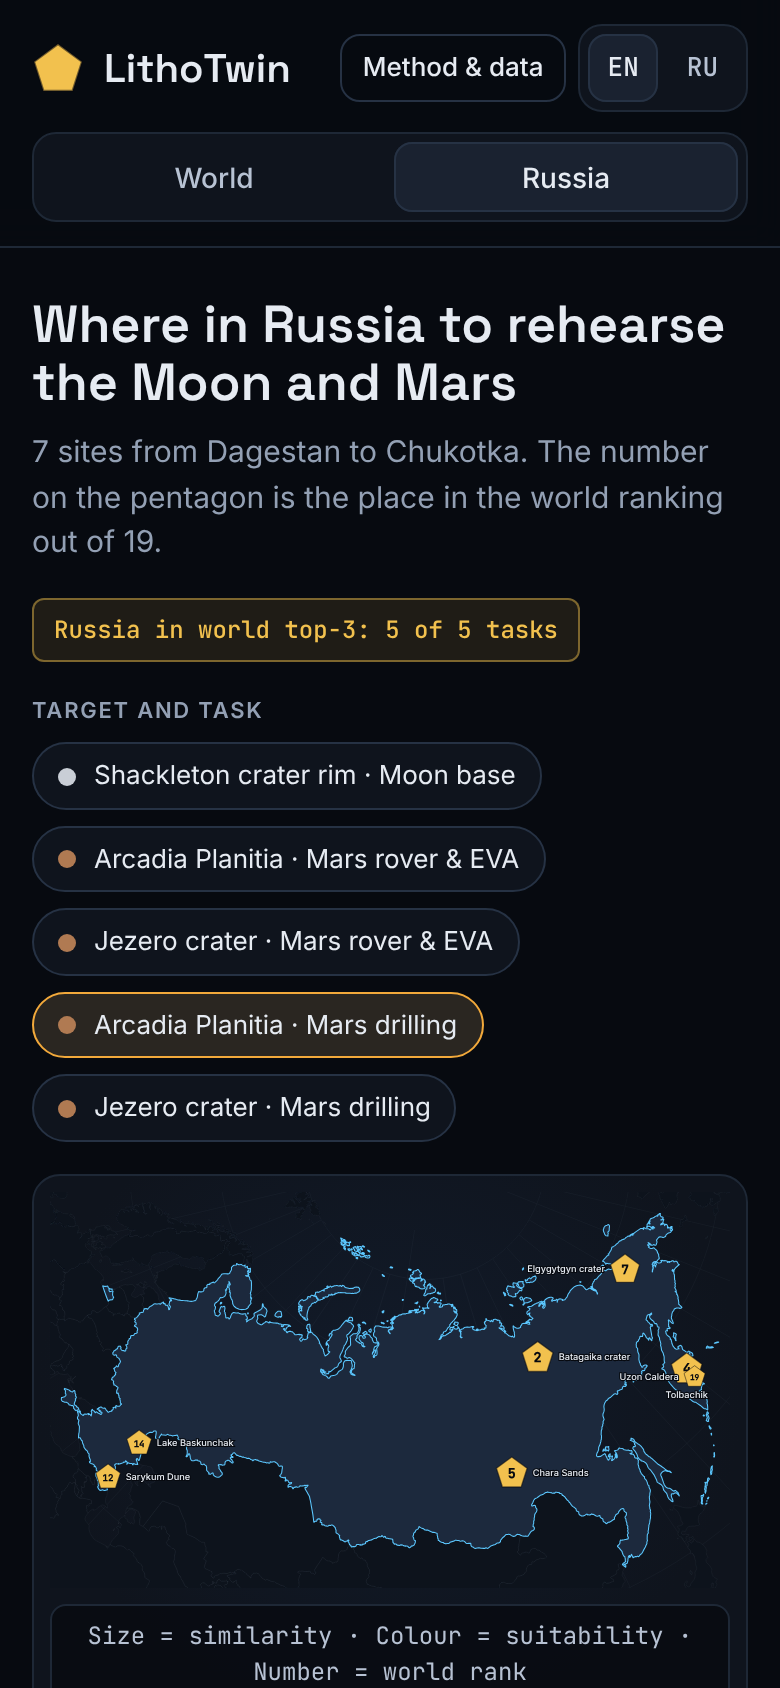 LithoTwin
Method & data
EN
RU
World
Russia
Where in Russia to rehearse
the Moon and Mars
7 sites from Dagestan to Chukotka. The number
on the pentagon is the place in the world ranking
out of 19.
Russia in world top-3: 5 of 5 tasks
TARGET AND TASK
Shackleton crater rim · Moon base
Arcadia Planitia · Mars rover & EVA
Jezero crater · Mars rover & EVA
Arcadia Planitia · Mars drilling
Jezero crater · Mars drilling
Elgygytgyn crater
7
2
Batagaika crater
Uzon Caldera
19
Tolbachik
14
Lake Baskunchak
12
Sarykum Dune
5
Chara Sands
Size = similarity · Colour = suitability ·
Number = world rank